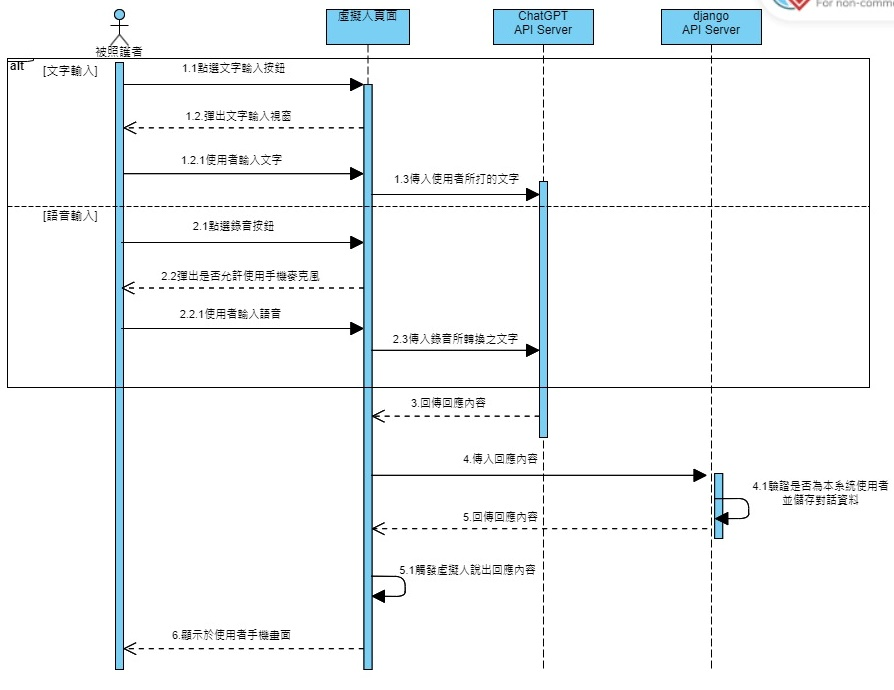 For non-comme
虛擬人頁面
ChatGPT
API Server
django
API Server
被照護者
alt
[文字輸入]
1.1點選文字輸入按鈕
1.2.彈出文字輸入視窗
1.2.1使用者輸入文字
1.3傳入使用者所打的文字
[語音輸入]
2.1點選錄音按鈕
2.2彈出是否允許使用手機麥克風
2.2.1使用者輸入語音
2.3傳入錄音所轉換之文字
3.回傳回應內容
4.傳入回應內容
4.1驗證是否為本系統使用者
並儲存對話資料
5.回傳回應內容
5.1觸發虛擬人說出回應內容
6.顯示於使用者手機畫面